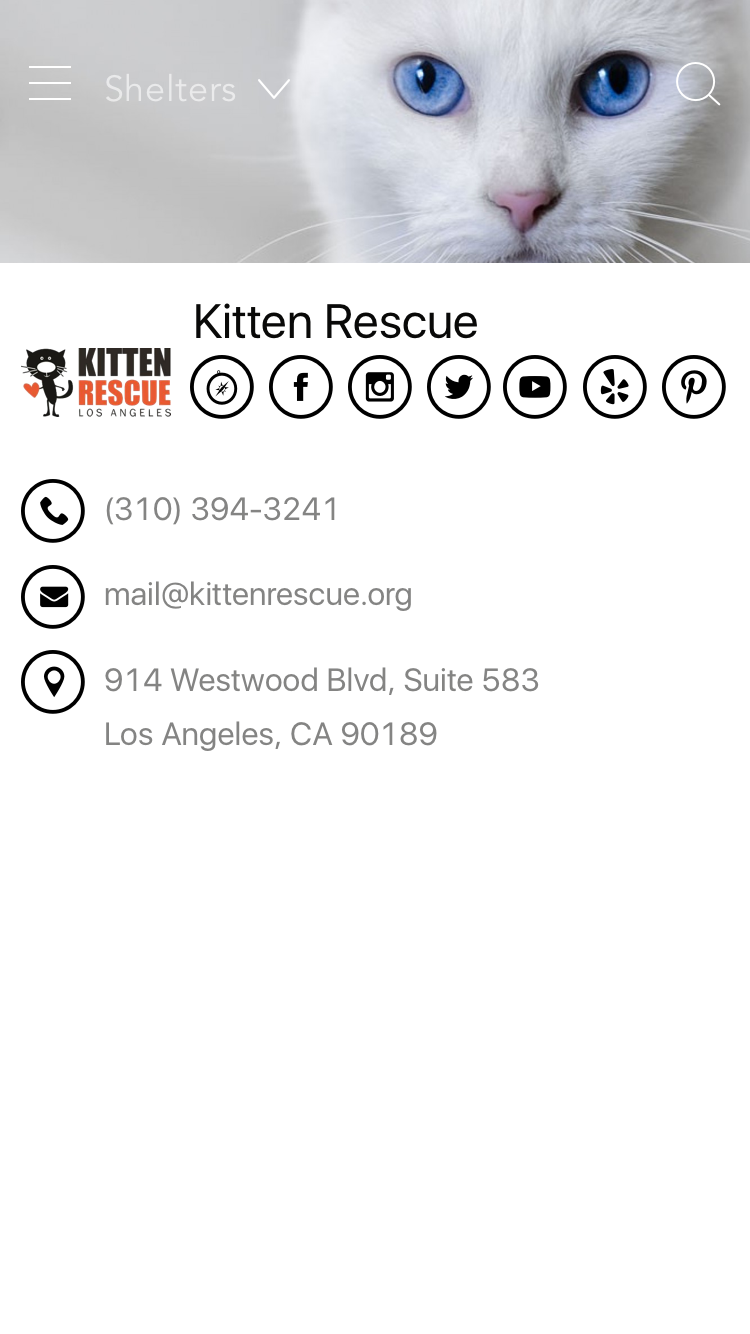 Shelters
Kitten Rescue
KITTEN
RESCUE
LOS ANGELES
(310) 394-3241
mail@kittenrescue.org
914 Westwood Blvd, Suite 583
Los Angeles, CA 90189